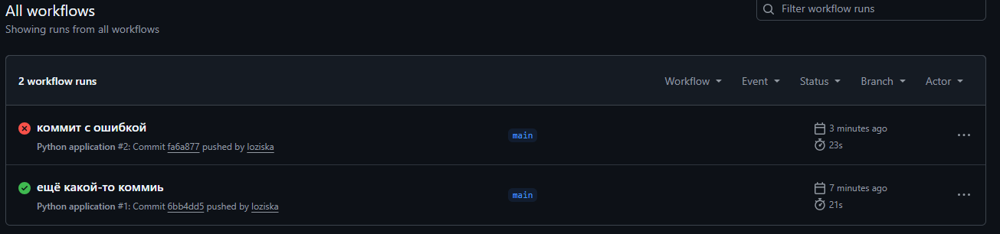 All workflows
Filter workflow runs
Showing runs from all workflows
2 workflow runs Workflow Event Status Branch Actor
коммит с ошибкой
Python application #2: Commit fa6a877 pushed by loziska
main
3 minutes ago
23s
ещё какой-то коммиь
Python application #1: Commit 6bb4dd5 pushed by loziska
main
7 minutes ago
21s